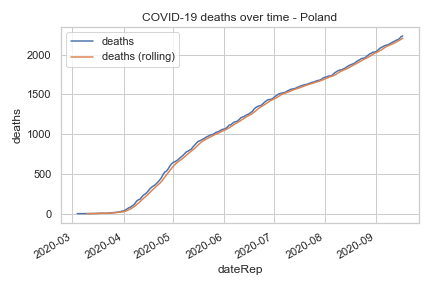 COVID-19 deaths over time - Poland
deaths
deaths (rolling)
2000
1500
1000
500
0
deaths
2020-03
2020-04
2020-05
2020-06
2020-07
2020-08
2020-09
dateRep